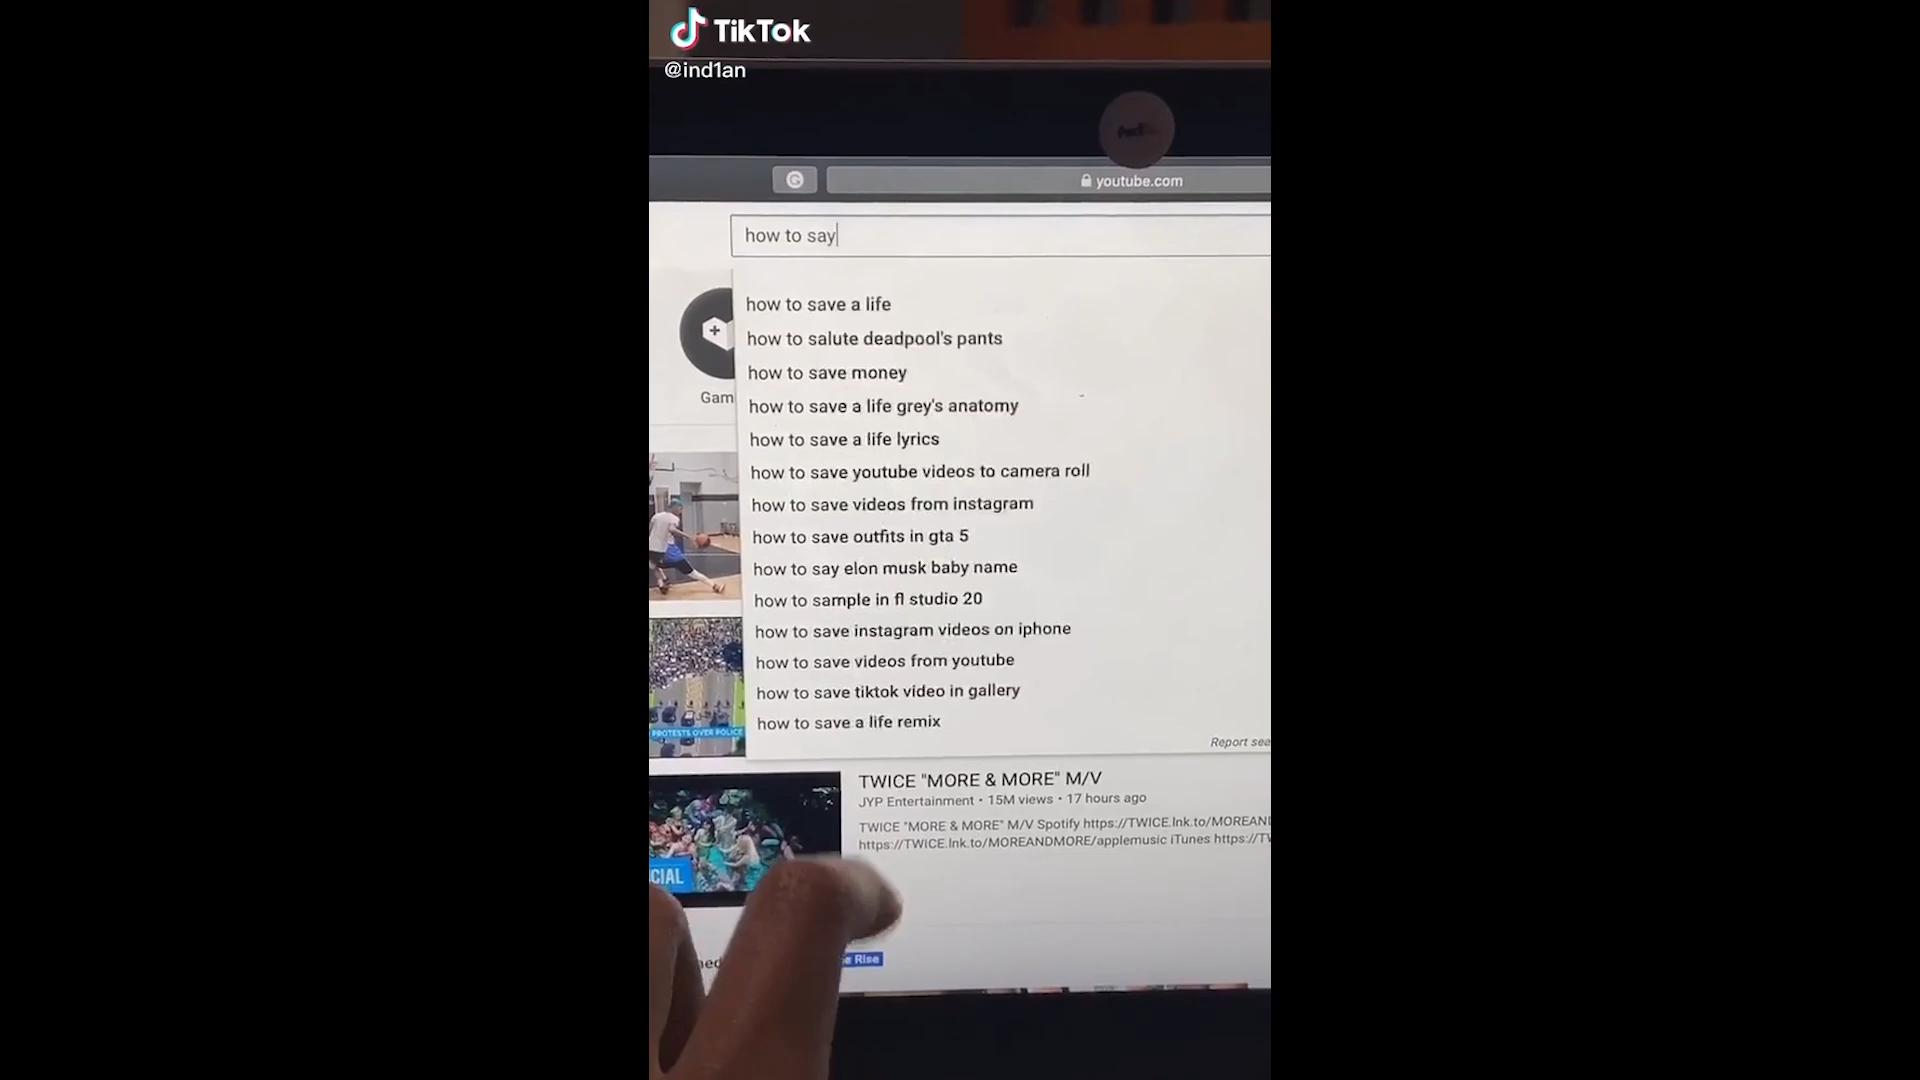 TikTok
@ind1an
youtube.com
how to say
how to save a life
how to salute deadpool's pants
how to save money
Gam
how to save a life grey's anatomy
how to save a life lyrics
how to save youtube videos to camera roll
how to save videos from instagram
how to save outfits in gta 5
how to say elon musk baby name
how to sample in fl studio 20
how to save instagram videos on iphone
how to save videos from youtube
how to save tiktok video in gallery
how to save a life remix
PROTESTS OVER POLICE
Report sea
TWICE "MORE & MORE" M/V
JYP Entertainment • 15M views • 17 hours ago
TWICE "MORE & MORE" M/V Spotify https://TWICE.lnk.to/MOREAND
https://TWICE.lnk.to/MOREANDMORE/applemusic iTunes https://TW
CIAL
e Rise